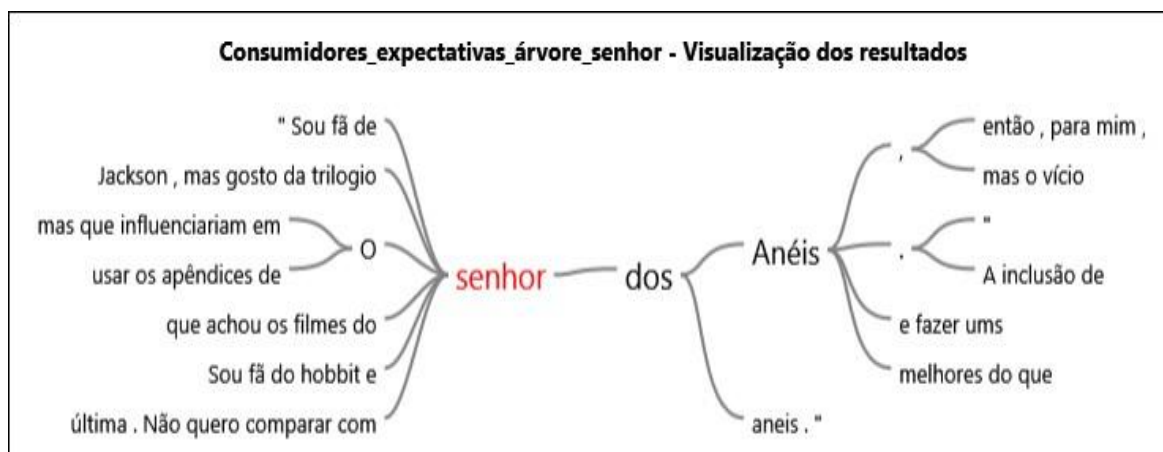 Consumidores_expectativas_árvore_senhor - Visualização dos resultados
" Sou fã de
Jackson , mas gosto da trilogio
mas que influenciariam em
usar os apêndices de
O
que achou os filmes do
Sou fã do hobbit e
última . Não quero comparar com
senhor
dos
Anéis
,
então , para mim ,
mas o vício
.
"
A inclusão de
e fazer ums
melhores do que
aneis . "